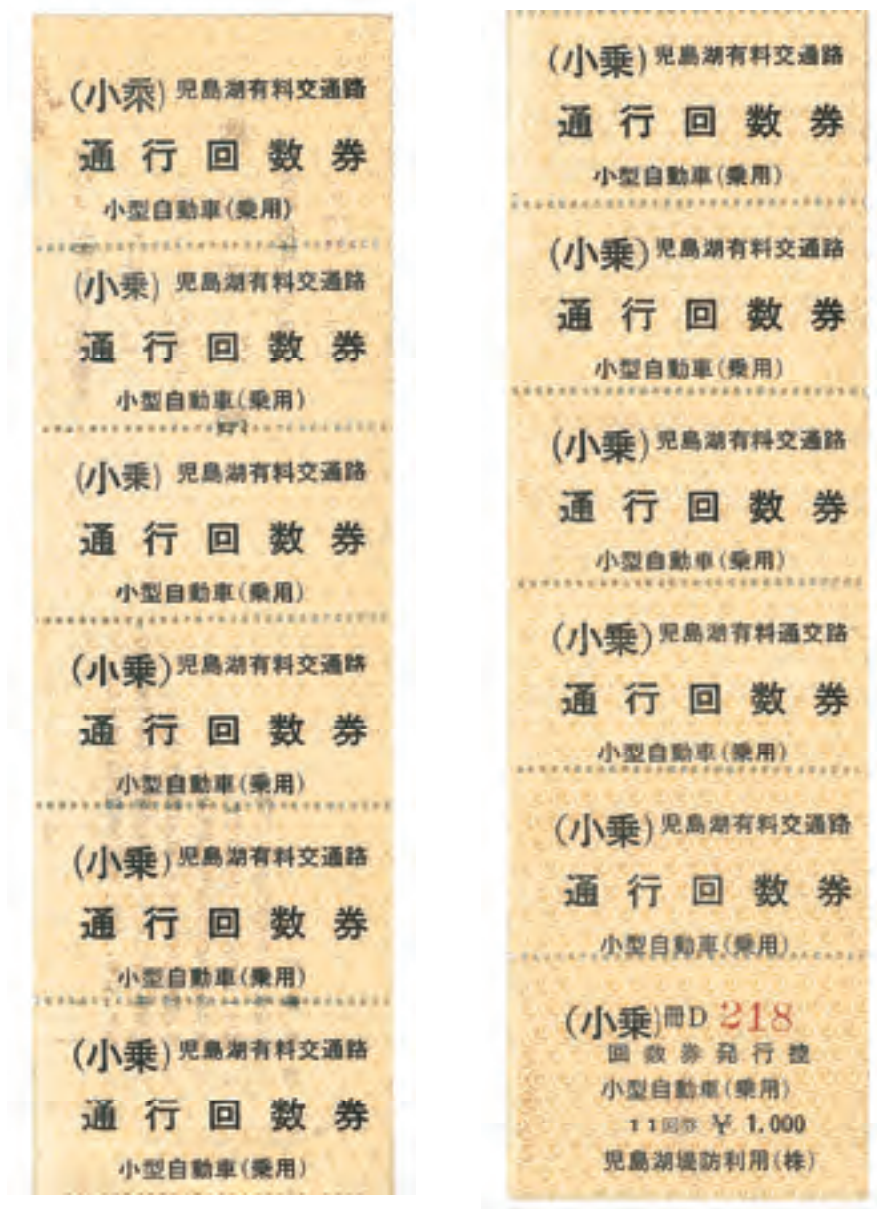 (小乗) 児島湖有料交通路
通行回数券
小型自動車(乗用)
(小乗) 児島湖有料交通路
通行回数券
小型自動車(乗用)
(小乗) 児島湖有料交通路
通行回数券
小型自動車(乗用)
(小乗) 児島湖有料交通路
通行回数券
小型自動車(乗用)
(小乗) 児島湖有料交通路
通行回数券
小型自動車(乗用)
(小乗) 児島湖有料交通路
通行回数券
小型自動車(乗用)
(小乗) 児島湖有料交通路
通行回数券
小型自動車(乗用)
(小乗) 児島湖有料交通路
通行回数券
小型自動車(乗用)
(小乗) 児島湖有料交通路
通行回数券
小型自動車(乗用)
(小乗) 児島湖有料通交路
通行回数券
小型自動車(乗用)
(小乗) 児島湖有料交通路
通行回数券
小型自動車(乗用)
(小乗) 冊D 218
回数券発行控
小型自動車(乗用)
11回券 ¥ 1,000
児島湖堤防利用(株)